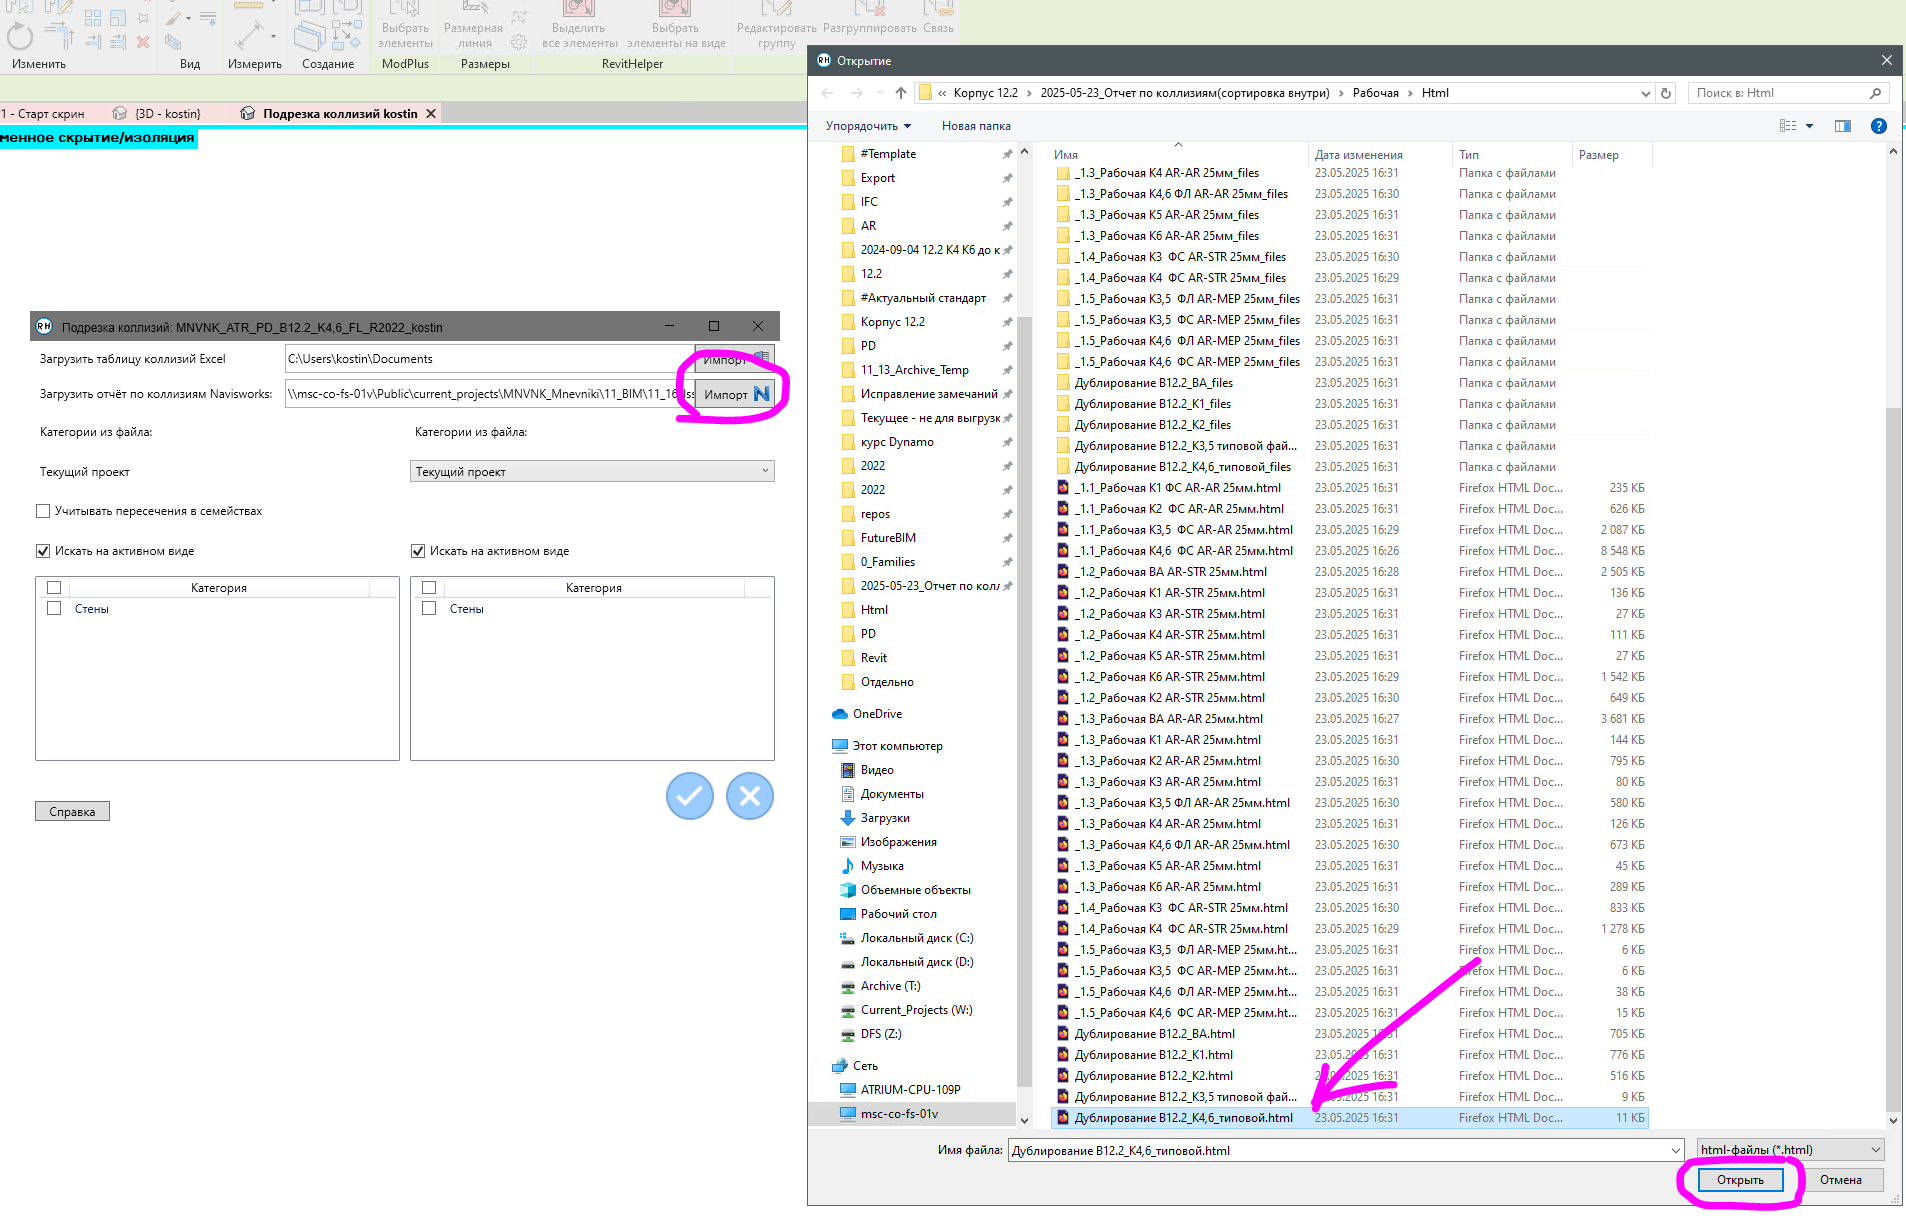 Выбрать
элементы
Размерная
линия
Выделить
все элементы
Выбрать
элементы на виде
Редактировать
группу
Разгруппировать
Связь
Изменить
Вид
Измерить
Создание
ModPlus
Размеры
RevitHelper
1 - Старт скрин
{3D - kostin}
Подрезка коллизий kostin
менное скрытие/изоляция
RH Подрезка коллизий: MNVNK_ATR_PD_B12.2_K4,6_FL_R2022_kostin
Загрузить таблицу коллизий Excel
C:\Users\kostin\Documents
Импорт
Загрузить отчёт по коллизиям Navisworks:
\\msc-co-fs-01v\Public\current_projects\MNVNK_Mnevniki\11_BIM\11_16
Импорт N
Категории из файла:
Категории из файла:
Текущий проект
Текущий проект
Учитывать пересечения в семействах
Искать на активном виде
Искать на активном виде
Категория
Категория
Стены
Стены
Справка
RH Открытие
« Корпус 12.2 › 2025-05-23_Отчет по коллизиям(сортировка внутри) › Рабочая › Html
Поиск в: Html
Упорядочить
Новая папка
#Template
Export
IFC
AR
2024-09-04 12.2 К4 К6 до к
12.2
#Актуальный стандарт
Корпус 12.2
PD
11_13_Archive_Temp
Исправление замечаний
Текущее - не для выгрузк
курс Dynamo
2022
2022
repos
FutureBIM
0_Families
2025-05-23_Отчет по колл
Html
PD
Revit
Отдельно
OneDrive
Этот компьютер
Видео
Документы
Загрузки
Изображения
Музыка
Объемные объекты
Рабочий стол
Локальный диск (C:)
Локальный диск (D:)
Archive (T:)
Current_Projects (W:)
DFS (Z:)
Сеть
ATRIUM-CPU-109P
msc-co-fs-01v
Имя Дата изменения Тип Размер
_1.3_Рабочая К4 AR-AR 25мм_files 23.05.2025 16:31 Папка с файлами
_1.3_Рабочая К4,6 ФЛ AR-AR 25мм_files 23.05.2025 16:30 Папка с файлами
_1.3_Рабочая К5 AR-AR 25мм_files 23.05.2025 16:31 Папка с файлами
_1.3_Рабочая К6 AR-AR 25мм_files 23.05.2025 16:31 Папка с файлами
_1.4_Рабочая К3 ФС AR-STR 25мм_files 23.05.2025 16:30 Папка с файлами
_1.4_Рабочая К4 ФС AR-STR 25мм_files 23.05.2025 16:29 Папка с файлами
_1.5_Рабочая К3,5 ФЛ AR-MEP 25мм_files 23.05.2025 16:31 Папка с файлами
_1.5_Рабочая К3,5 ФС AR-MEP 25мм_files 23.05.2025 16:31 Папка с файлами
_1.5_Рабочая К4,6 ФЛ AR-MEP 25мм_files 23.05.2025 16:31 Папка с файлами
_1.5_Рабочая К4,6 ФС AR-MEP 25мм_files 23.05.2025 16:31 Папка с файлами
Дублирование B12.2_BA_files 23.05.2025 16:31 Папка с файлами
Дублирование B12.2_K1_files 23.05.2025 16:31 Папка с файлами
Дублирование B12.2_K2_files 23.05.2025 16:31 Папка с файлами
Дублирование B12.2_K3,5 типовой фай... 23.05.2025 16:31 Папка с файлами
Дублирование B12.2_K4,6_типовой_files 23.05.2025 16:31 Папка с файлами
_1.1_Рабочая К1 ФС AR-AR 25мм.html 23.05.2025 16:31 Firefox HTML Doc... 235 КБ
_1.1_Рабочая К2 ФС AR-AR 25мм.html 23.05.2025 16:31 Firefox HTML Doc... 626 КБ
_1.1_Рабочая К3,5 ФС AR-AR 25мм.html 23.05.2025 16:29 Firefox HTML Doc... 2 087 КБ
_1.1_Рабочая К4,6 ФС AR-AR 25мм.html 23.05.2025 16:26 Firefox HTML Doc... 8 548 КБ
_1.2_Рабочая BA AR-STR 25мм.html 23.05.2025 16:28 Firefox HTML Doc... 2 505 КБ
_1.2_Рабочая К1 AR-STR 25мм.html 23.05.2025 16:31 Firefox HTML Doc... 136 КБ
_1.2_Рабочая К3 AR-STR 25мм.html 23.05.2025 16:31 Firefox HTML Doc... 27 КБ
_1.2_Рабочая К4 AR-STR 25мм.html 23.05.2025 16:31 Firefox HTML Doc... 111 КБ
_1.2_Рабочая К5 AR-STR 25мм.html 23.05.2025 16:31 Firefox HTML Doc... 27 КБ
_1.2_Рабочая К6 AR-STR 25мм.html 23.05.2025 16:29 Firefox HTML Doc... 1 542 КБ
_1.2_Рабочая К2 AR-STR 25мм.html 23.05.2025 16:31 Firefox HTML Doc... 649 КБ
_1.3_Рабочая BA AR-AR 25мм.html 23.05.2025 16:27 Firefox HTML Doc... 3 681 КБ
_1.3_Рабочая К1 AR-AR 25мм.html 23.05.2025 16:31 Firefox HTML Doc... 144 КБ
_1.3_Рабочая К2 AR-AR 25мм.html 23.05.2025 16:30 Firefox HTML Doc... 795 КБ
_1.3_Рабочая К3 AR-AR 25мм.html 23.05.2025 16:31 Firefox HTML Doc... 80 КБ
_1.3_Рабочая К3,5 ФЛ AR-AR 25мм.html 23.05.2025 16:30 Firefox HTML Doc... 580 КБ
_1.3_Рабочая К4 AR-AR 25мм.html 23.05.2025 16:31 Firefox HTML Doc... 126 КБ
_1.3_Рабочая К4,6 ФЛ AR-AR 25мм.html 23.05.2025 16:30 Firefox HTML Doc... 673 КБ
_1.3_Рабочая К5 AR-AR 25мм.html 23.05.2025 16:31 Firefox HTML Doc... 45 КБ
_1.3_Рабочая К6 AR-AR 25мм.html 23.05.2025 16:31 Firefox HTML Doc... 289 КБ
_1.4_Рабочая К3 ФС AR-STR 25мм.html 23.05.2025 16:30 Firefox HTML Doc... 833 КБ
_1.4_Рабочая К4 ФС AR-STR 25мм.html 23.05.2025 16:29 Firefox HTML Doc... 1 278 КБ
_1.5_Рабочая К3,5 ФЛ AR-MEP 25мм.ht... 23.05.2025 16:31 Firefox HTML Doc... 6 КБ
_1.5_Рабочая К3,5 ФС AR-MEP 25мм.ht... 23.05.2025 16:31 Firefox HTML Doc... 6 КБ
_1.5_Рабочая К4,6 ФЛ AR-MEP 25мм.ht... 23.05.2025 16:31 Firefox HTML Doc... 38 КБ
_1.5_Рабочая К4,6 ФС AR-MEP 25мм.ht... 23.05.2025 16:31 Firefox HTML Doc... 15 КБ
Дублирование B12.2_BA.html 23.05.2025 16:31 Firefox HTML Doc... 705 КБ
Дублирование B12.2_K1.html 23.05.2025 16:31 Firefox HTML Doc... 776 КБ
Дублирование B12.2_K2.html 23.05.2025 16:31 Firefox HTML Doc... 516 КБ
Дублирование B12.2_K3,5 типовой фай... 23.05.2025 16:31 Firefox HTML Doc... 9 КБ
Дублирование B12.2_K4,6_типовой.html 23.05.2025 16:31 Firefox HTML Doc... 11 КБ
Имя файла: Дублирование B12.2_K4,6_типовой.html
html-файлы (*.html)
Открыть
Отмена